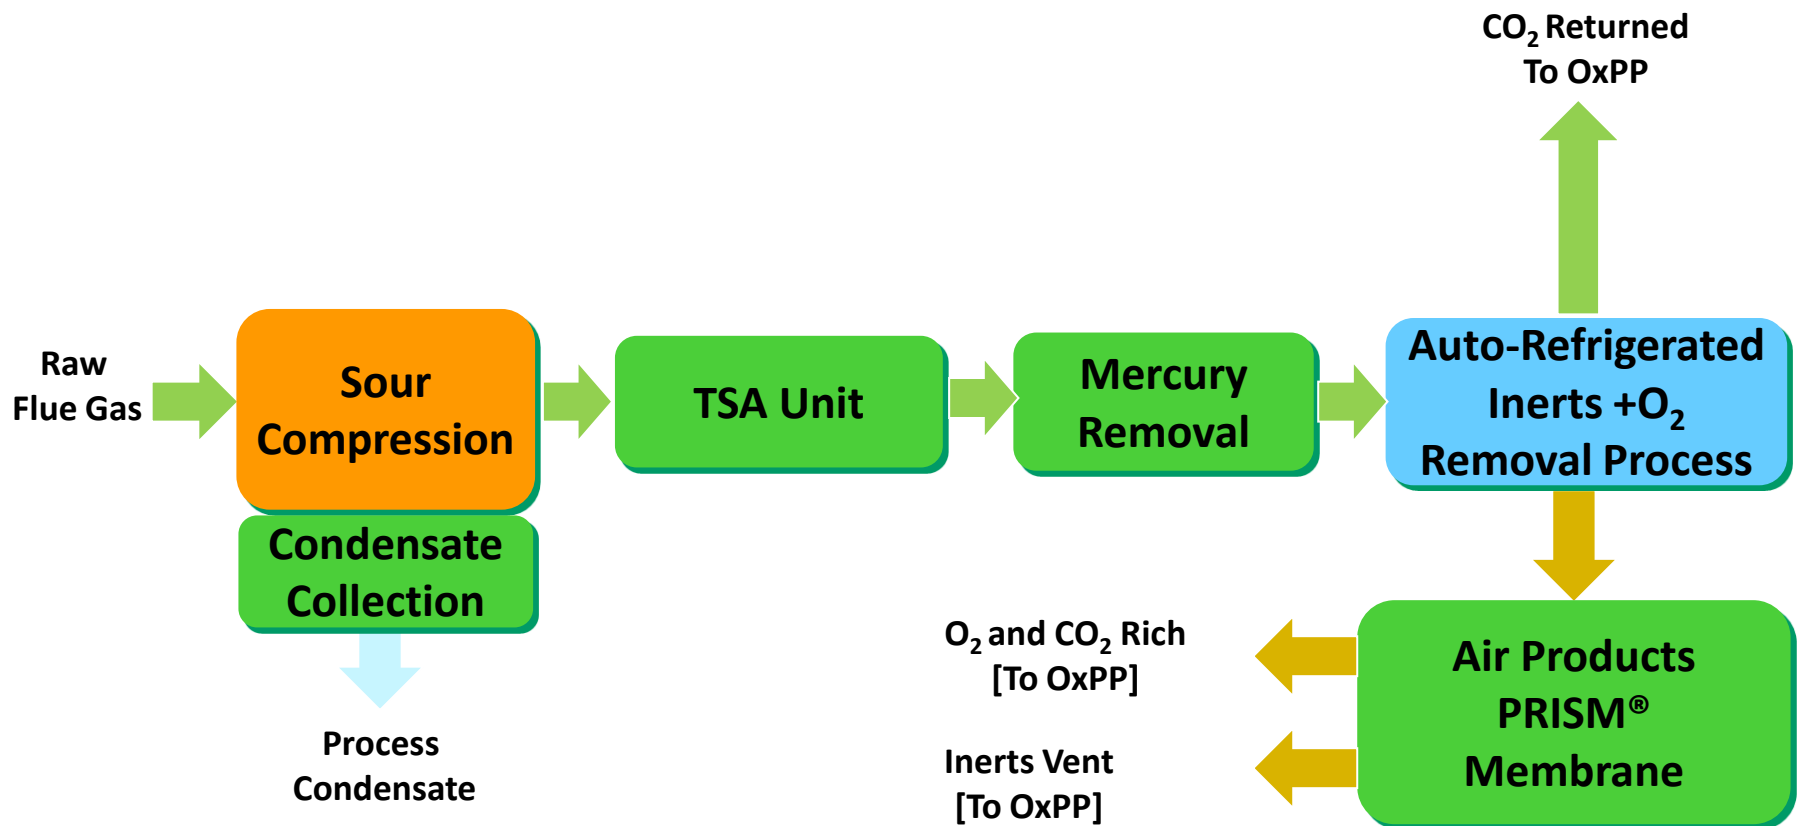 CO2 Returned
To OxPP
Raw
Flue Gas
Sour
Compression
Condensate
Collection
Process
Condensate
TSA Unit
Mercury
Removal
Auto-Refrigerated
Inerts +O2
Removal Process
Air Products
PRISM®
Membrane
O2 and CO2 Rich
[To OxPP]
Inerts Vent
[To OxPP]